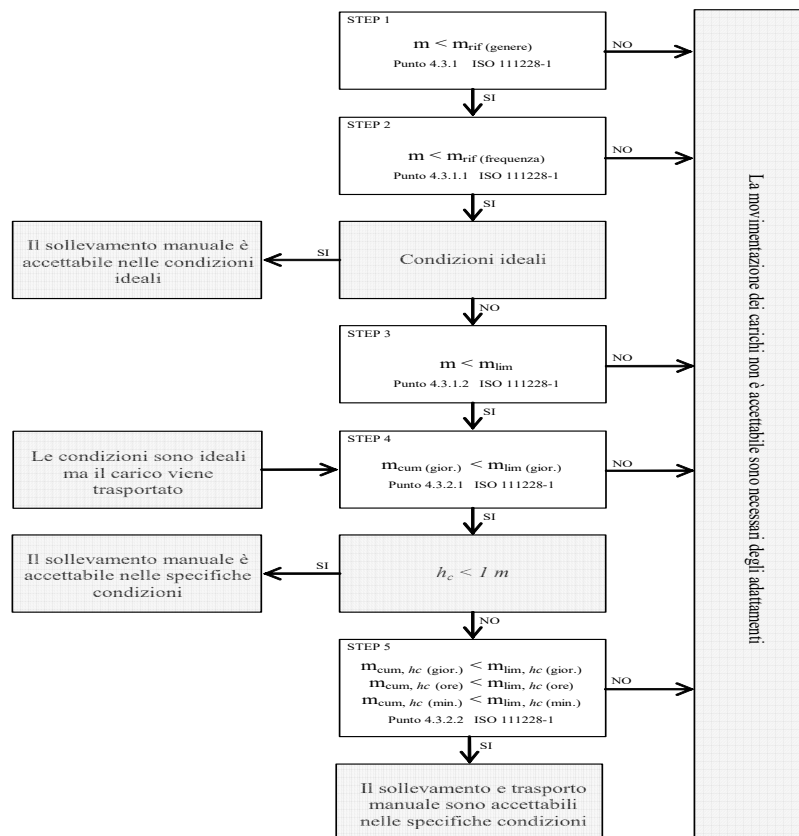 STEP 1
m < mrif (genere)
Punto 4.3.1 ISO 111228-1
NO
SI
STEP 2
m < mrif (frequenza)
Punto 4.3.1.1 ISO 111228-1
NO
SI
Il sollevamento manuale è
accettabile nelle condizioni
ideali
SI
Condizioni ideali
NO
STEP 3
m < mlim
Punto 4.3.1.2 ISO 111228-1
NO
SI
Le condizioni sono ideali
ma il carico viene
trasportato
STEP 4
mcum (gior.) < mlim (gior.)
Punto 4.3.2.1 ISO 111228-1
NO
SI
Il sollevamento manuale è
accettabile nelle specifiche
condizioni
SI
hc < 1 m
NO
STEP 5
mcum, hc (gior.) < mlim, hc (gior.)
mcum, hc (ore) < mlim, hc (ore)
mcum, hc (min.) < mlim, hc (min.)
Punto 4.3.2.2 ISO 111228-1
NO
SI
Il sollevamento e trasporto
manuale sono accettabili
nelle specifiche condizioni
La movimentazione dei carichi non è accettabile sono necessari degli adattamenti